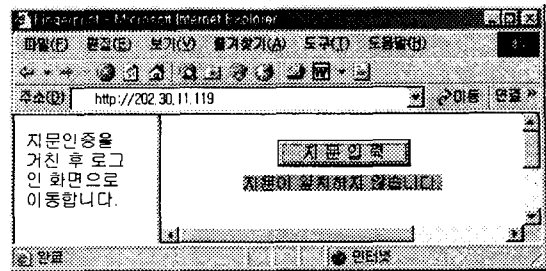 Fingerprint - Microsoft Internet Explorer
파일(F) 편집(E) 보기(V) 즐겨찾기(A) 도구(T) 도움말(H)
주소(D) http://202.30.11.119 이동 연결 »
지문인증을
거친 후 로그
인 화면으로
이동합니다.
지 문 입 력
지문이 일치하지 않습니다.
완료 인터넷